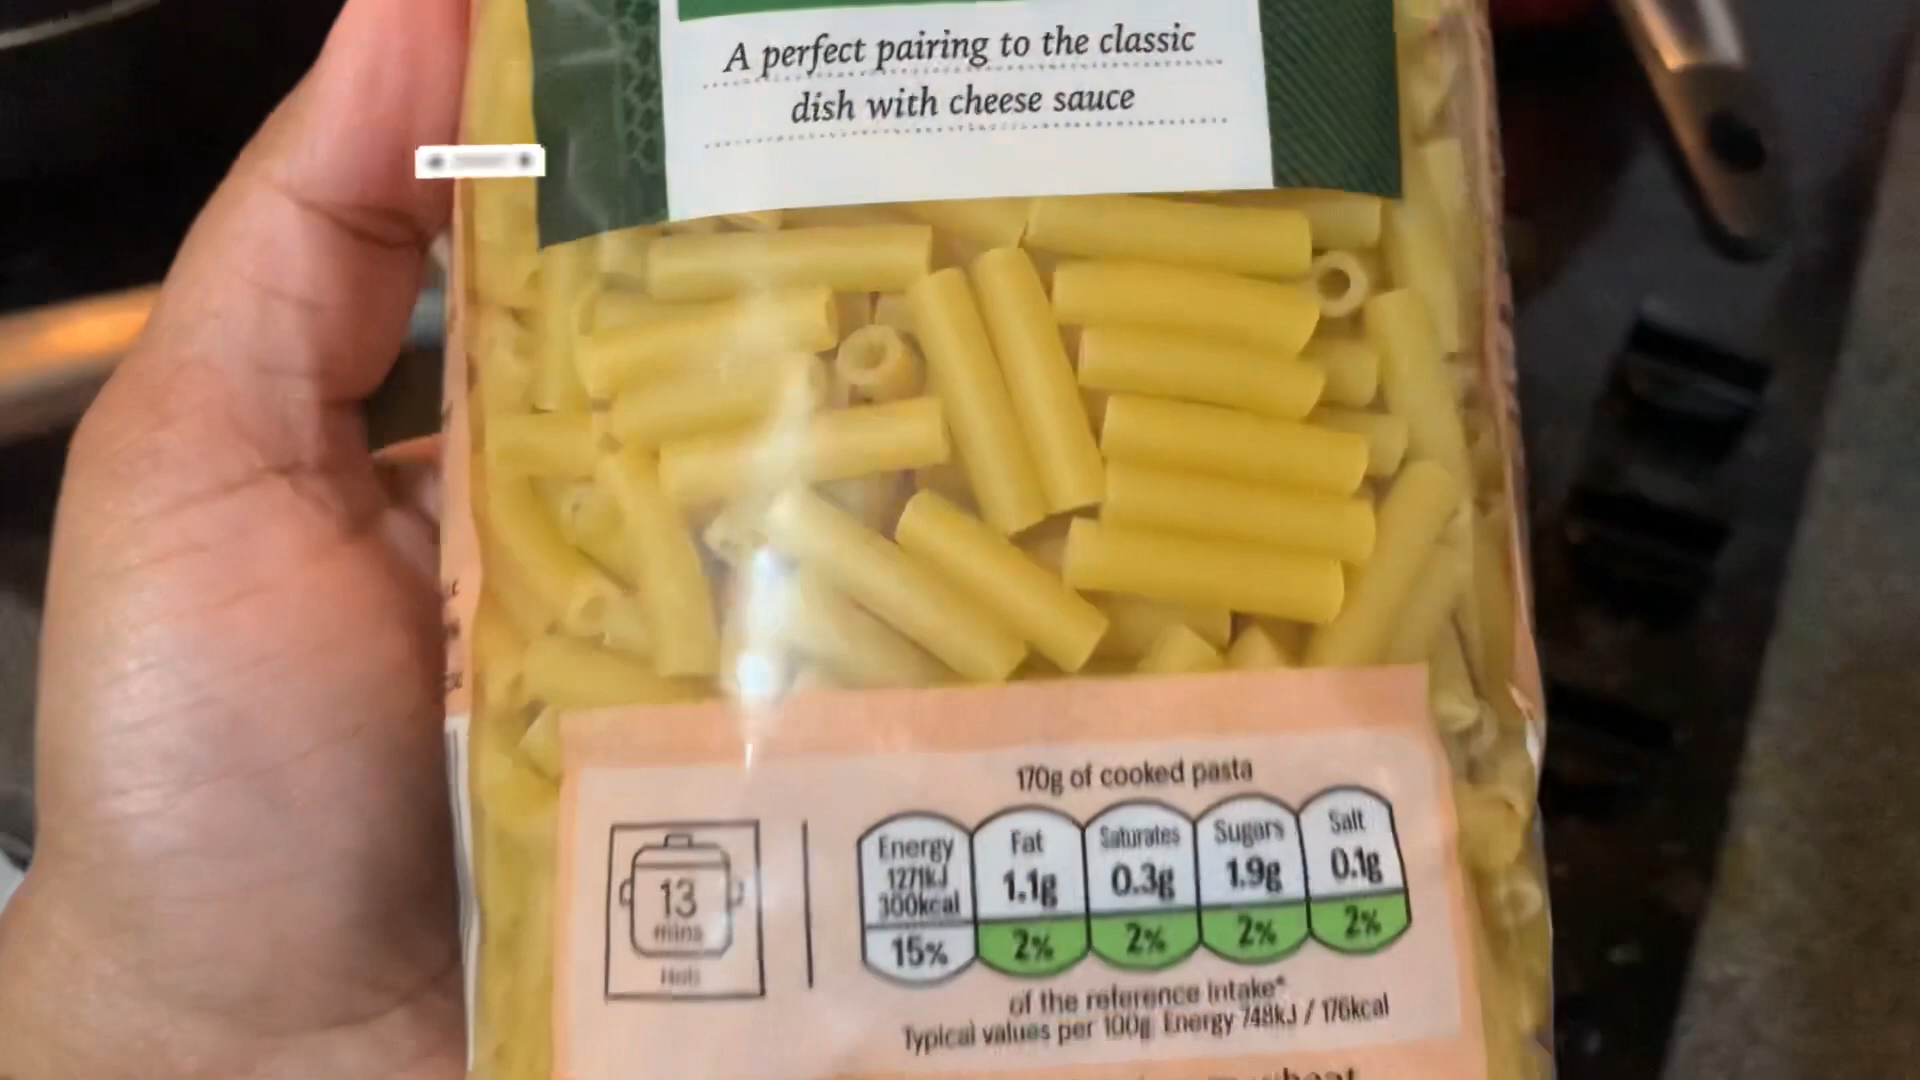 A perfect pairing to the classic
dish with cheese sauce
170g of cooked pasta
13
mins
Hob
Energy
1271kJ
300kcal
15%
Fat
1.1g
2%
Saturates
0.3g
2%
Sugars
1.9g
2%
Salt
0.1g
2%
of the reference intake*
Typical values per 100g: Energy 748kJ / 176kcal